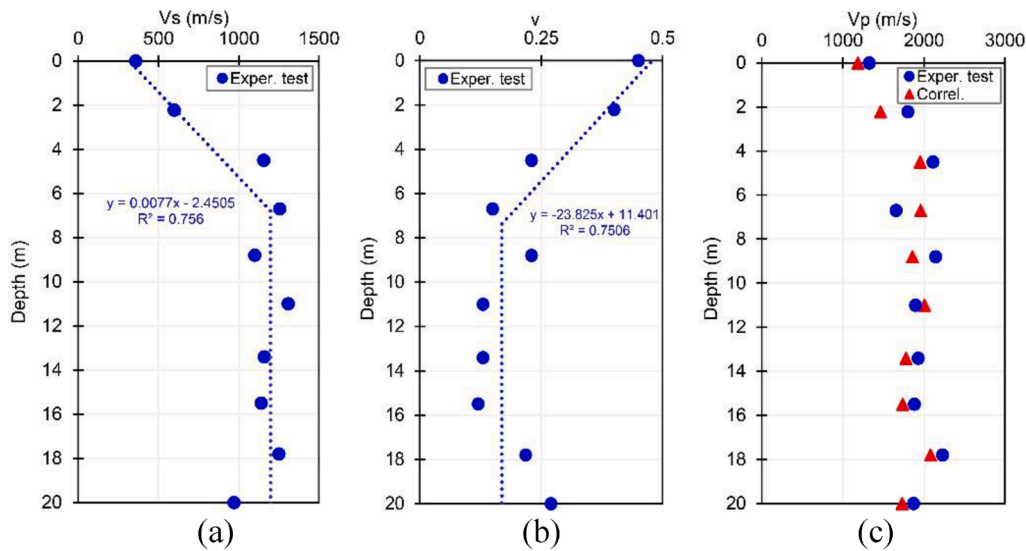 Vs (m/s)
0 500 1000 1500
0
2
4
6
8
10
12
14
16
18
20
Depth (m)
Exper. test
y = 0.0077x - 2.4505
R² = 0.756
(a)
v
0 0.25 0.5
0
2
4
6
8
10
12
14
16
18
20
Depth (m)
Exper. test
y = -23.825x + 11.401
R² = 0.7506
(b)
Vp (m/s)
0 1000 2000 3000
0
2
4
6
8
10
12
14
16
18
20
Depth (m)
Exper. test
Correl.
(c)